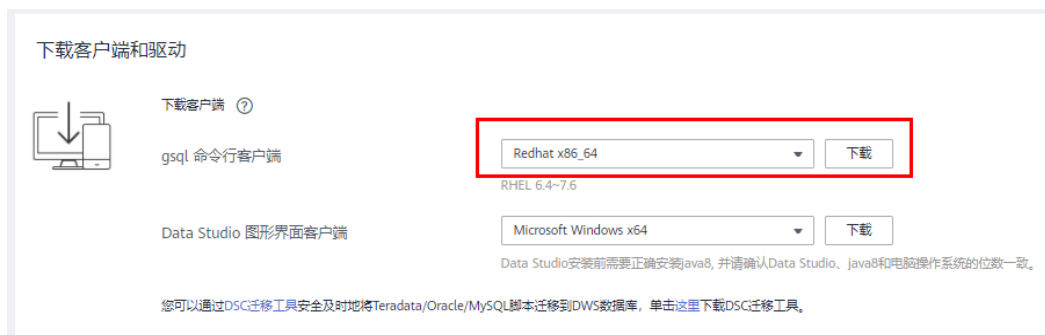 下载客户端和驱动
下载客户端 ?
gsql 命令行客户端
Redhat x86_64
下载
RHEL 6.4~7.6
Data Studio 图形界面客户端
Microsoft Windows x64
下载
Data Studio安装前需要正确安装java8, 并请确认Data Studio、java8和电脑操作系统的位数一致。
您可以通过DSC迁移工具安全及时地将Teradata/Oracle/MySQL脚本迁移到DWS数据库，单击这里下载DSC迁移工具。